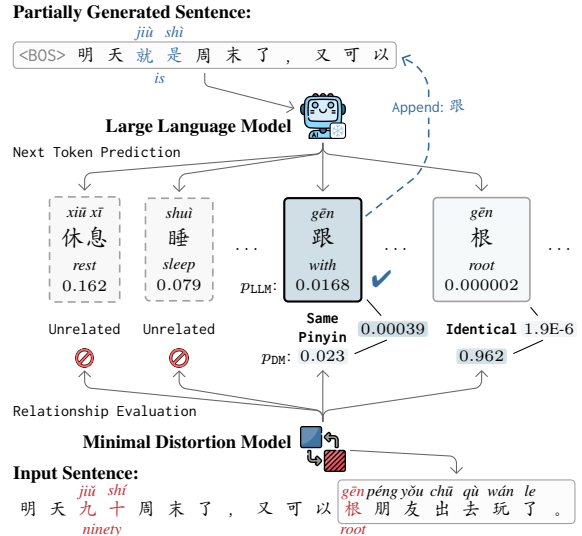 Partially Generated Sentence:
jiù shì
<BOS> 明 天 就 是 周 末 了 ， 又 可 以
is
Append: 跟
AI
Large Language Model
Next Token Prediction
xiū xī shuì gēn gēn
休息 睡 ... 跟 ... 根 ...
rest sleep with root
pLLM: 0.162 0.079 0.0168 0.000002
✔
Unrelated Unrelated Same Pinyin 0.00039 Identical 1.9E-6
pDM: 0.023 0.962
Relationship Evaluation
Minimal Distortion Model
Input Sentence:
jiǔ shí gēn péng yǒu chū qù wán le
明 天 九 十 周 末 了 ， 又 可 以 根 朋 友 出 去 玩 了 。
ninety root